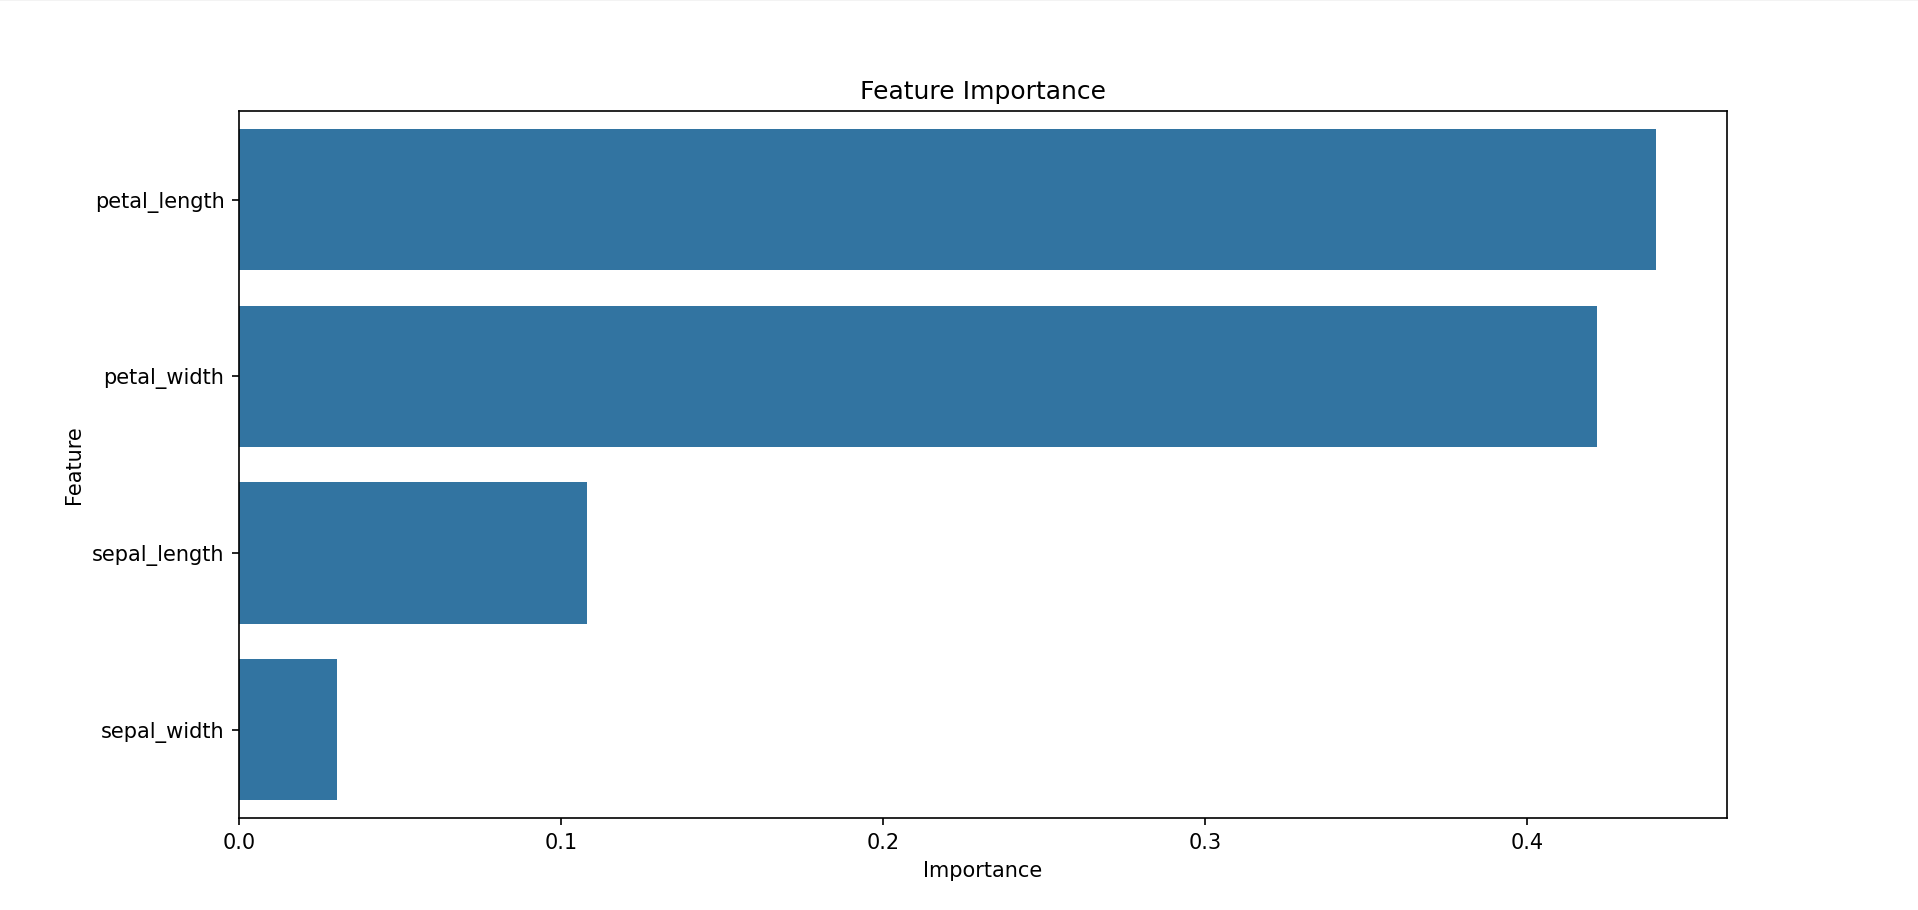 Feature Importance
petal_length
petal_width
sepal_length
sepal_width
Feature
0.0 0.1 0.2 0.3 0.4
Importance